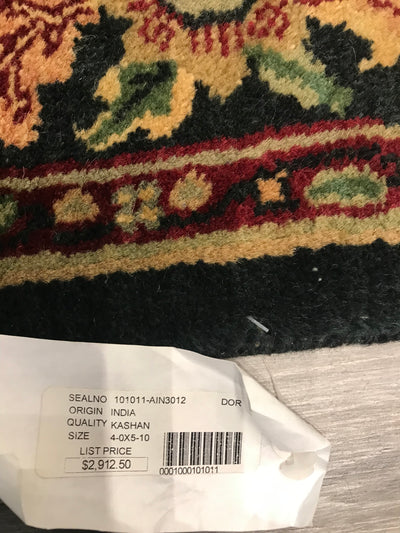 SEALNO 101011-AIN3012 DOR
ORIGIN INDIA
QUALITY KASHAN
SIZE 4-0X5-10
LIST PRICE
$2,912.50
0001000101011